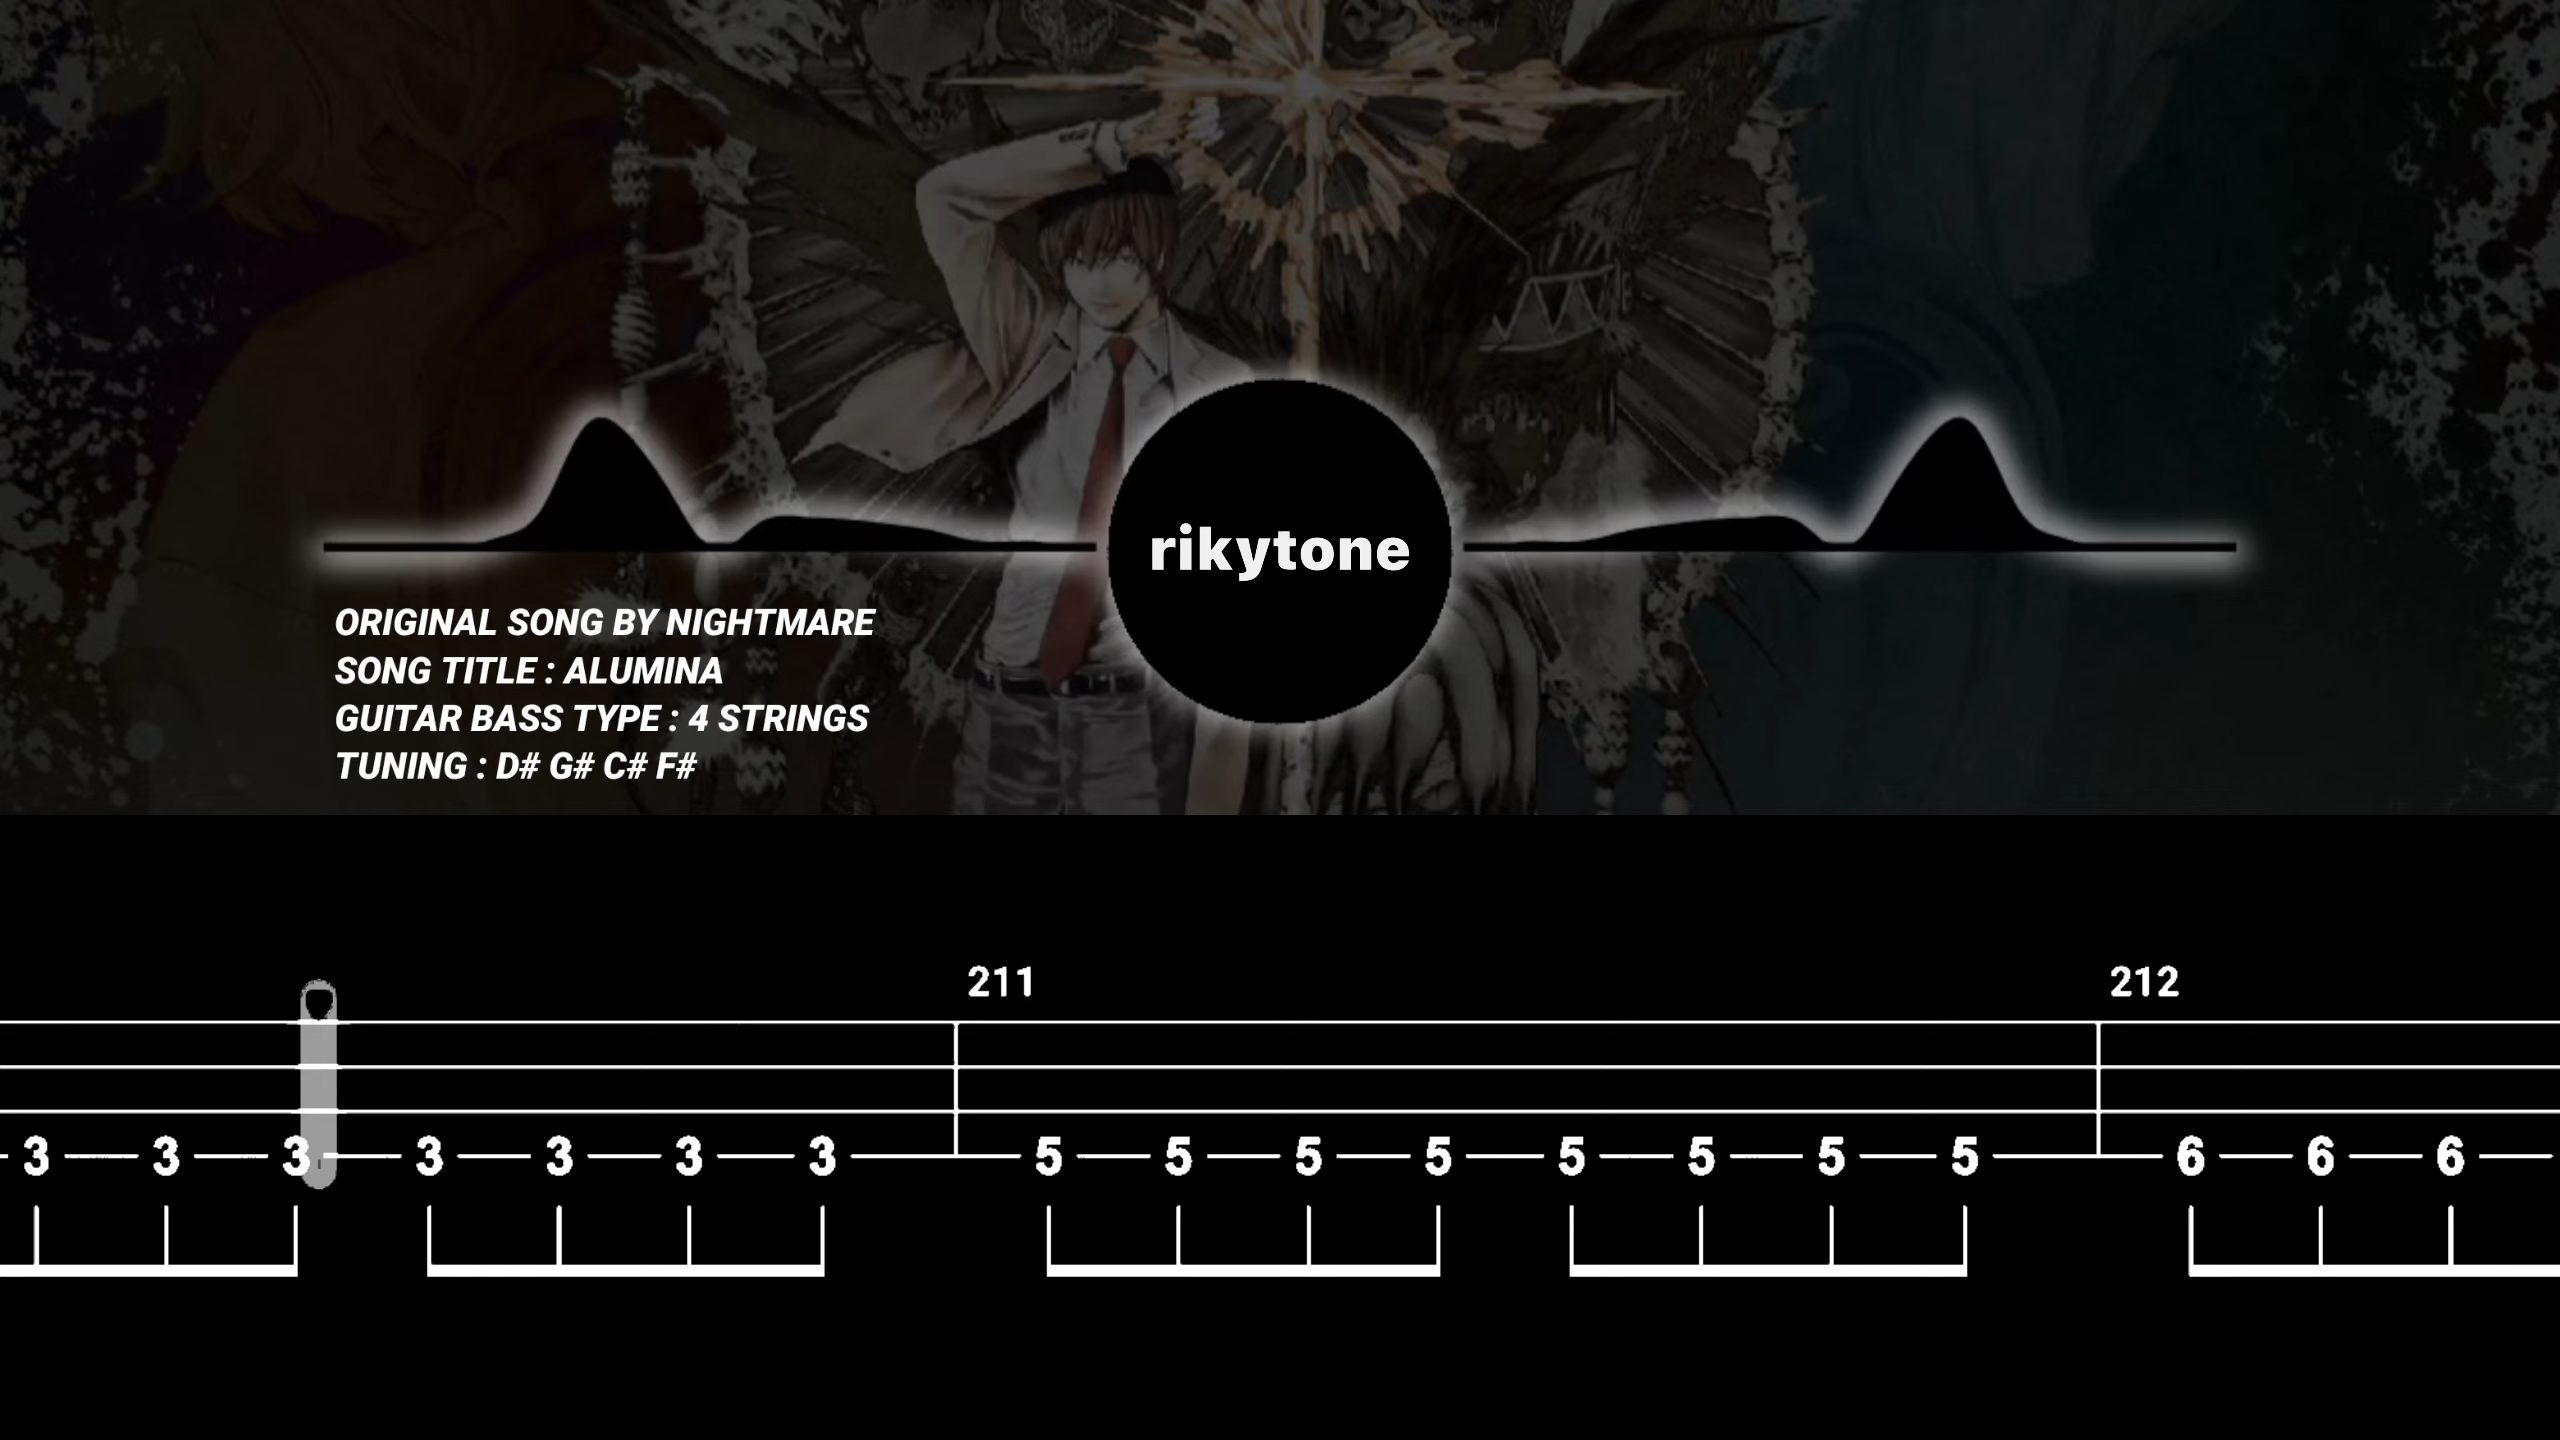 rikytone
ORIGINAL SONG BY NIGHTMARE
SONG TITLE : ALUMINA
GUITAR BASS TYPE : 4 STRINGS
TUNING : D# G# C# F#
211 212
3 3 3 3 3 3 3 5 5 5 5 5 5 5 5 6 6 6